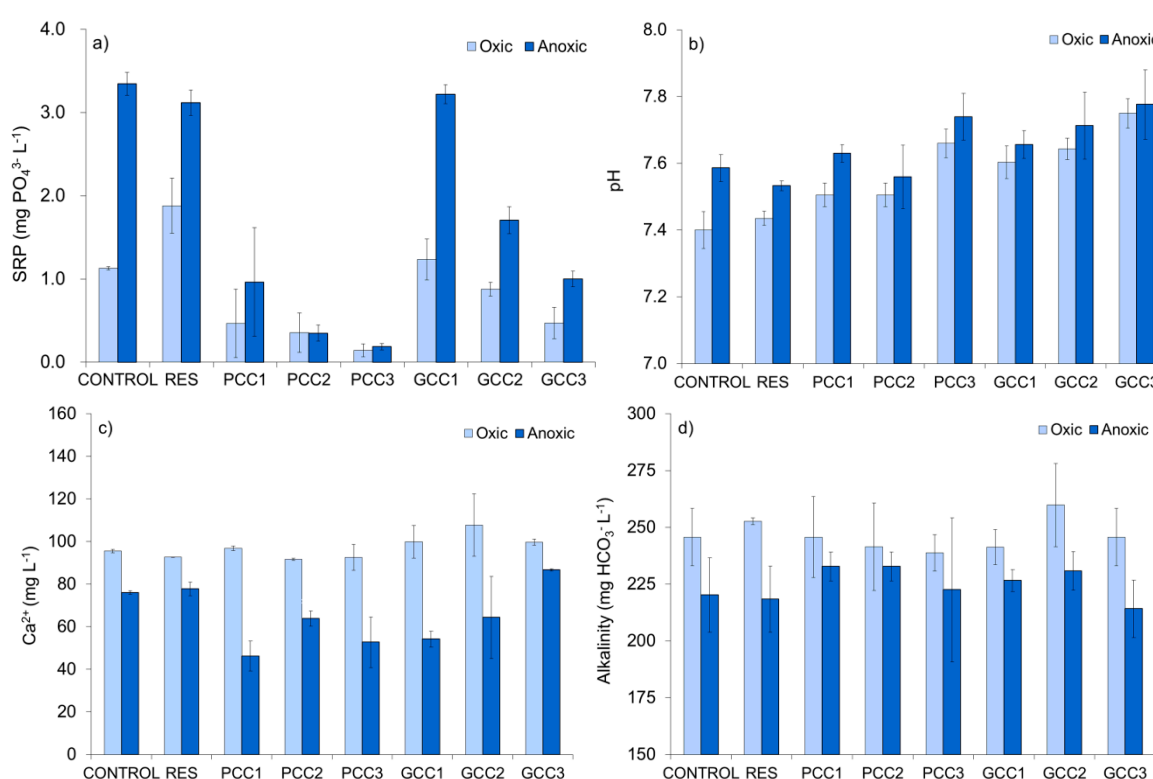 a)
Oxic Anoxic
SRP (mg PO₄³⁻ L⁻¹)
4.0
3.0
2.0
1.0
0.0
CONTROL RES PCC1 PCC2 PCC3 GCC1 GCC2 GCC3
b)
Oxic Anoxic
pH
8.0
7.8
7.6
7.4
7.2
7.0
CONTROL RES PCC1 PCC2 PCC3 GCC1 GCC2 GCC3
c)
Oxic Anoxic
Ca²⁺ (mg L⁻¹)
160
140
120
100
80
60
40
20
0
CONTROL RES PCC1 PCC2 PCC3 GCC1 GCC2 GCC3
d)
Oxic Anoxic
Alkalinity (mg HCO₃⁻ L⁻¹)
300
275
250
225
210
150
CONTROL RES PCC1 PCC2 PCC3 GCC1 GCC2 GCC3